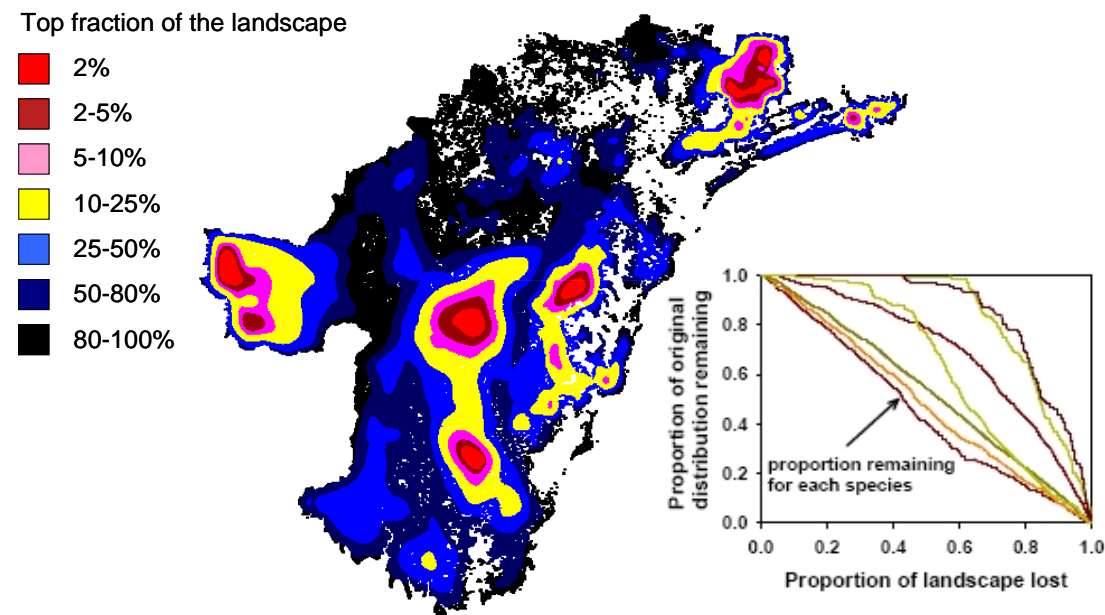 Top fraction of the landscape
2%
2-5%
5-10%
10-25%
25-50%
50-80%
80-100%
Proportion of original
distribution remaining
1.0
0.8
0.6
0.4
0.2
0.0
proportion remaining
for each species
0.0 0.2 0.4 0.6 0.8 1.0
Proportion of landscape lost